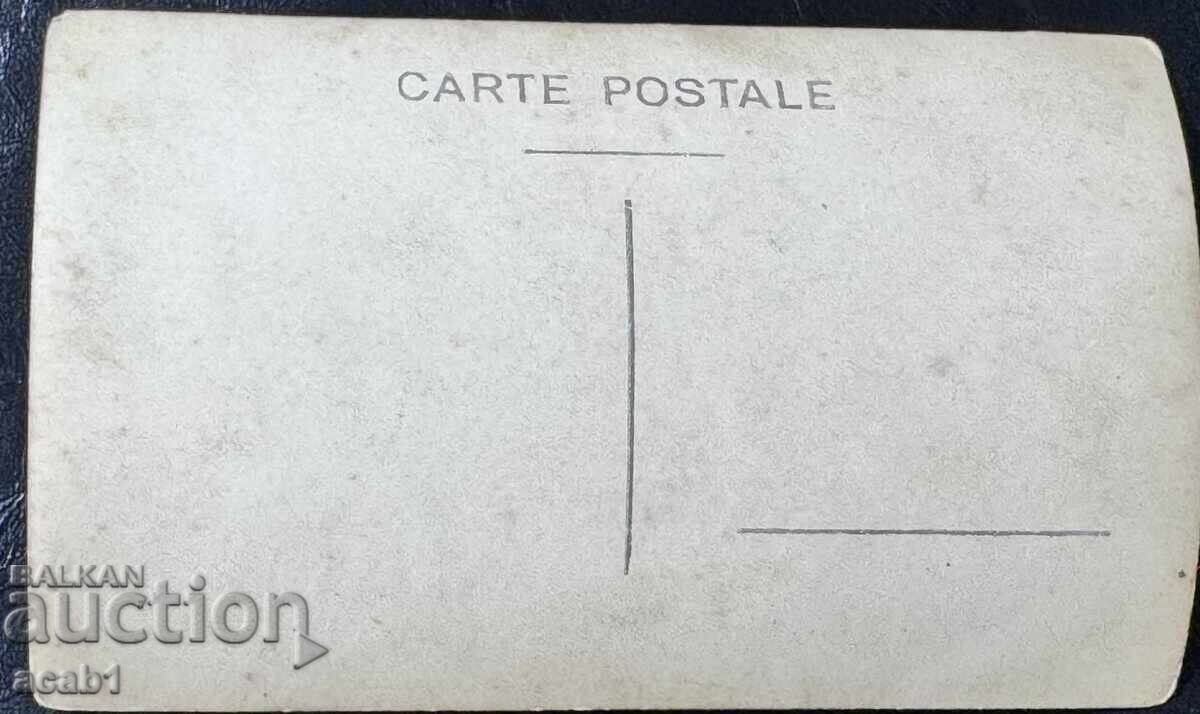 CARTE POSTALE
BALKAN
auction
acab1